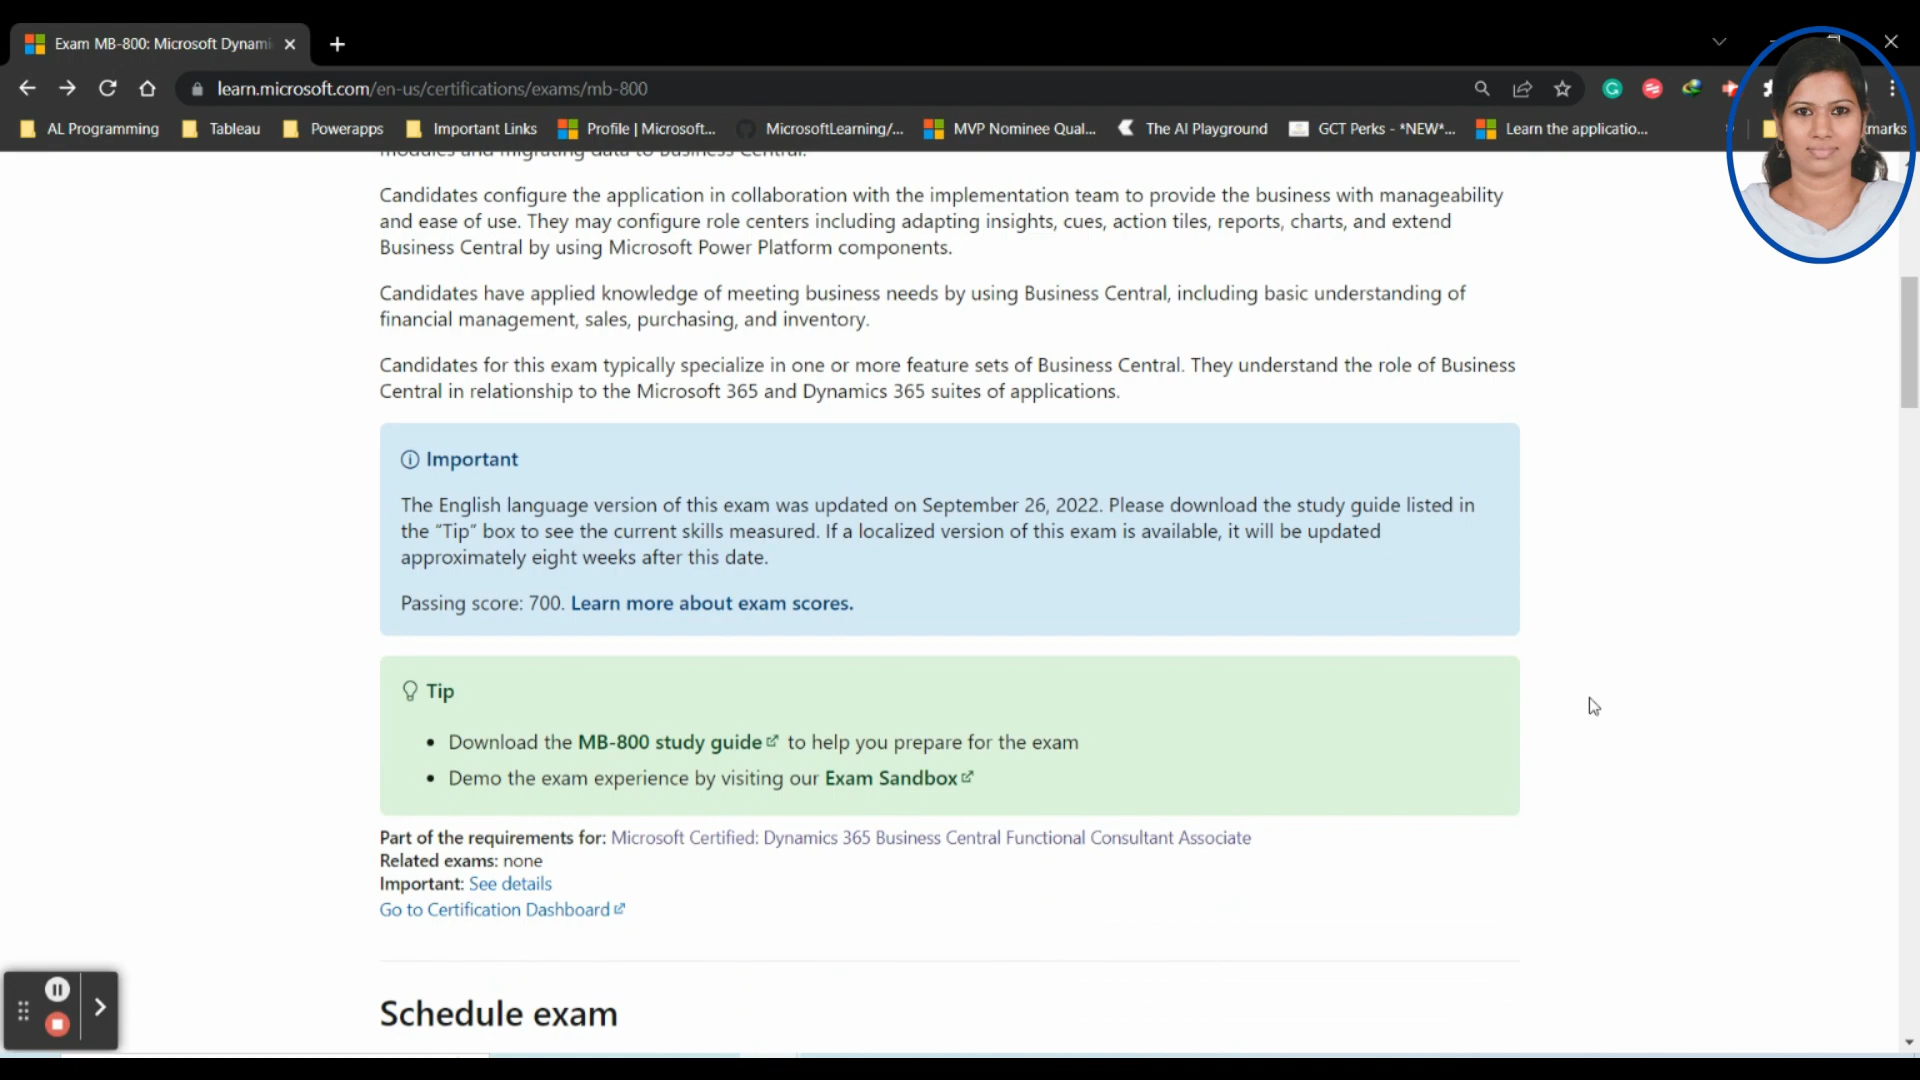 Exam MB-800: Microsoft Dynami
learn.microsoft.com/en-us/certifications/exams/mb-800
AL Programming Tableau Powerapps Important Links Profile | Microsoft... MicrosoftLearning/... MVP Nominee Qual... The AI Playground GCT Perks - *NEW*... Learn the applicatio... » marks
modules and migrating data to Business Central.
Candidates configure the application in collaboration with the implementation team to provide the business with manageability
and ease of use. They may configure role centers including adapting insights, cues, action tiles, reports, charts, and extend
Business Central by using Microsoft Power Platform components.
Candidates have applied knowledge of meeting business needs by using Business Central, including basic understanding of
financial management, sales, purchasing, and inventory.
Candidates for this exam typically specialize in one or more feature sets of Business Central. They understand the role of Business
Central in relationship to the Microsoft 365 and Dynamics 365 suites of applications.
Important
The English language version of this exam was updated on September 26, 2022. Please download the study guide listed in
the “Tip” box to see the current skills measured. If a localized version of this exam is available, it will be updated
approximately eight weeks after this date.
Passing score: 700. Learn more about exam scores.
Tip
• Download the MB-800 study guide to help you prepare for the exam
• Demo the exam experience by visiting our Exam Sandbox
Part of the requirements for: Microsoft Certified: Dynamics 365 Business Central Functional Consultant Associate
Related exams: none
Important: See details
Go to Certification Dashboard
Schedule exam